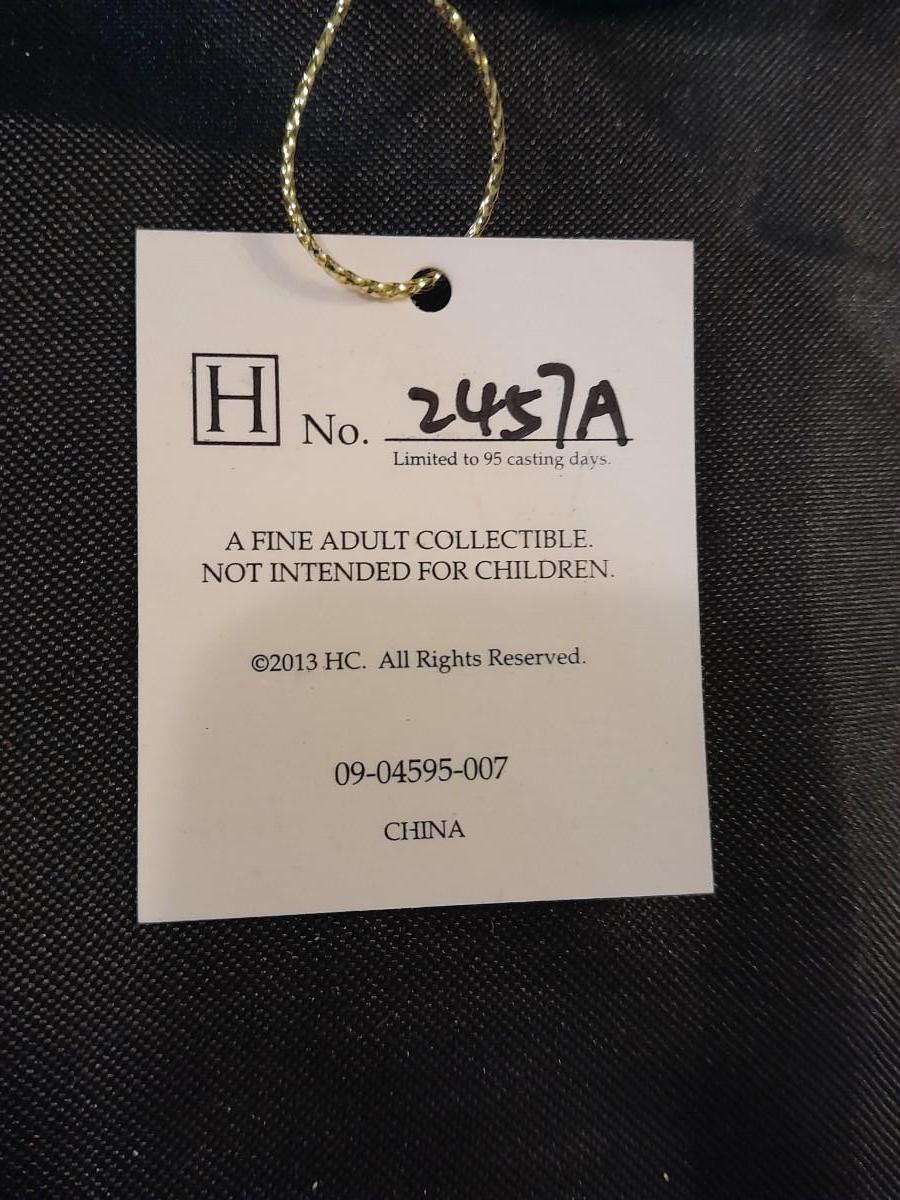 H No. 2457A
Limited to 95 casting days.
A FINE ADULT COLLECTIBLE.
NOT INTENDED FOR CHILDREN.
©2013 HC. All Rights Reserved.
09-04595-007
CHINA